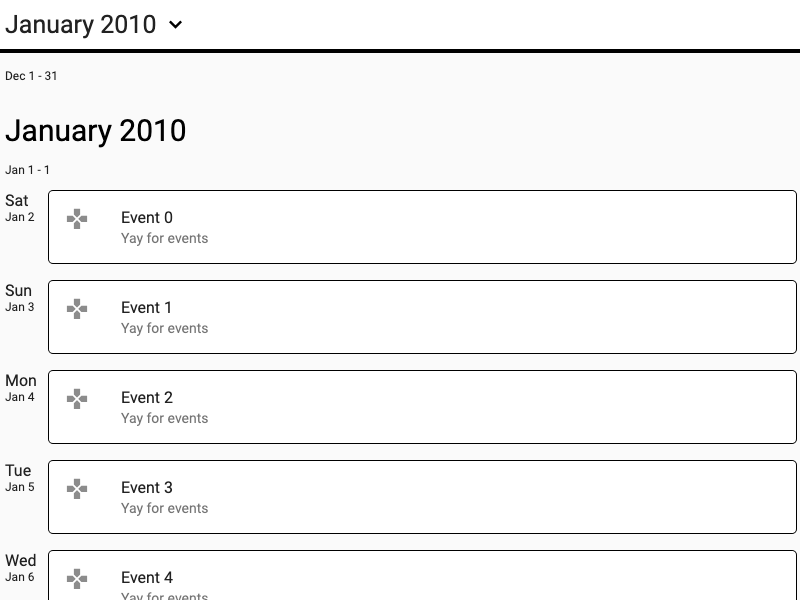 January 2010
Dec 1 - 31
January 2010
Jan 1 - 1
Sat
Jan 2
Event 0
Yay for events
Sun
Jan 3
Event 1
Yay for events
Mon
Jan 4
Event 2
Yay for events
Tue
Jan 5
Event 3
Yay for events
Wed
Jan 6
Event 4
Yay for events